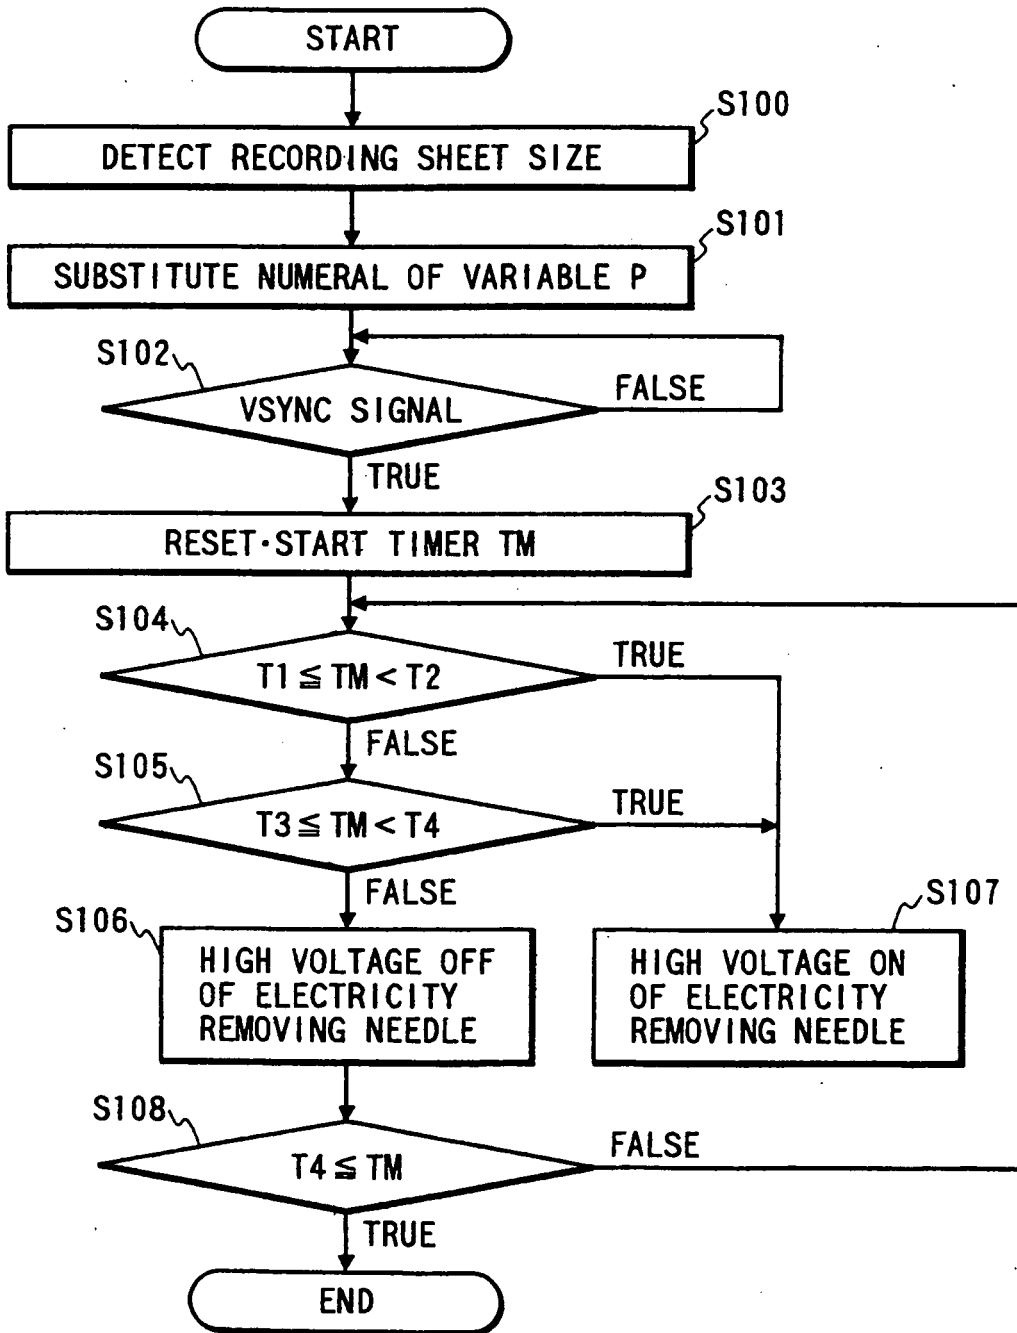 START
S100
DETECT RECORDING SHEET SIZE
S101
SUBSTITUTE NUMERAL OF VARIABLE P
S102
VSYNC SIGNAL
FALSE
TRUE
S103
RESET·START TIMER TM
S104
T1 ≦ TM < T2
TRUE
FALSE
S105
T3 ≦ TM < T4
TRUE
FALSE
S106
HIGH VOLTAGE OFF
OF ELECTRICITY
REMOVING NEEDLE
S107
HIGH VOLTAGE ON
OF ELECTRICITY
REMOVING NEEDLE
S108
T4 ≦ TM
FALSE
TRUE
END